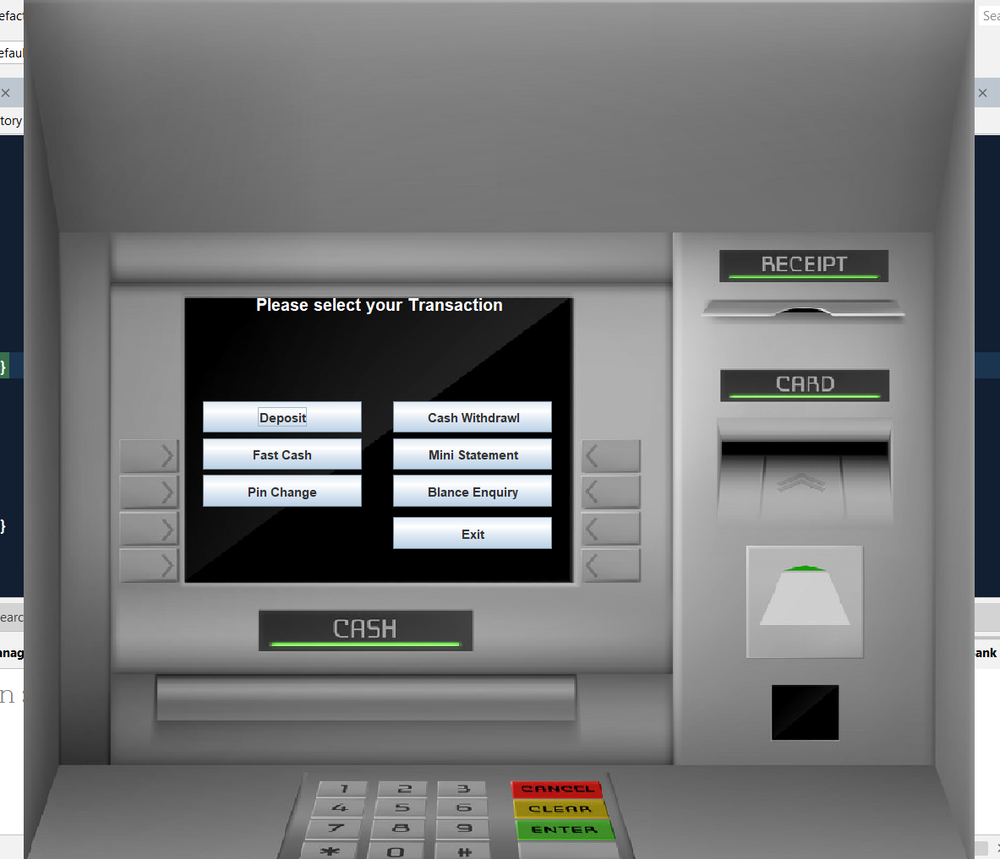 efact
Sea
efaul
tory
}
}
earc
anag
ank
n s
RECEIPT
Please select your Transaction
CARD
Deposit
Cash Withdrawl
Fast Cash
Mini Statement
Pin Change
Blance Enquiry
Exit
CASH
1 2 3 CANCEL
4 5 6 CLEAR
7 8 9 ENTER
* 0 #